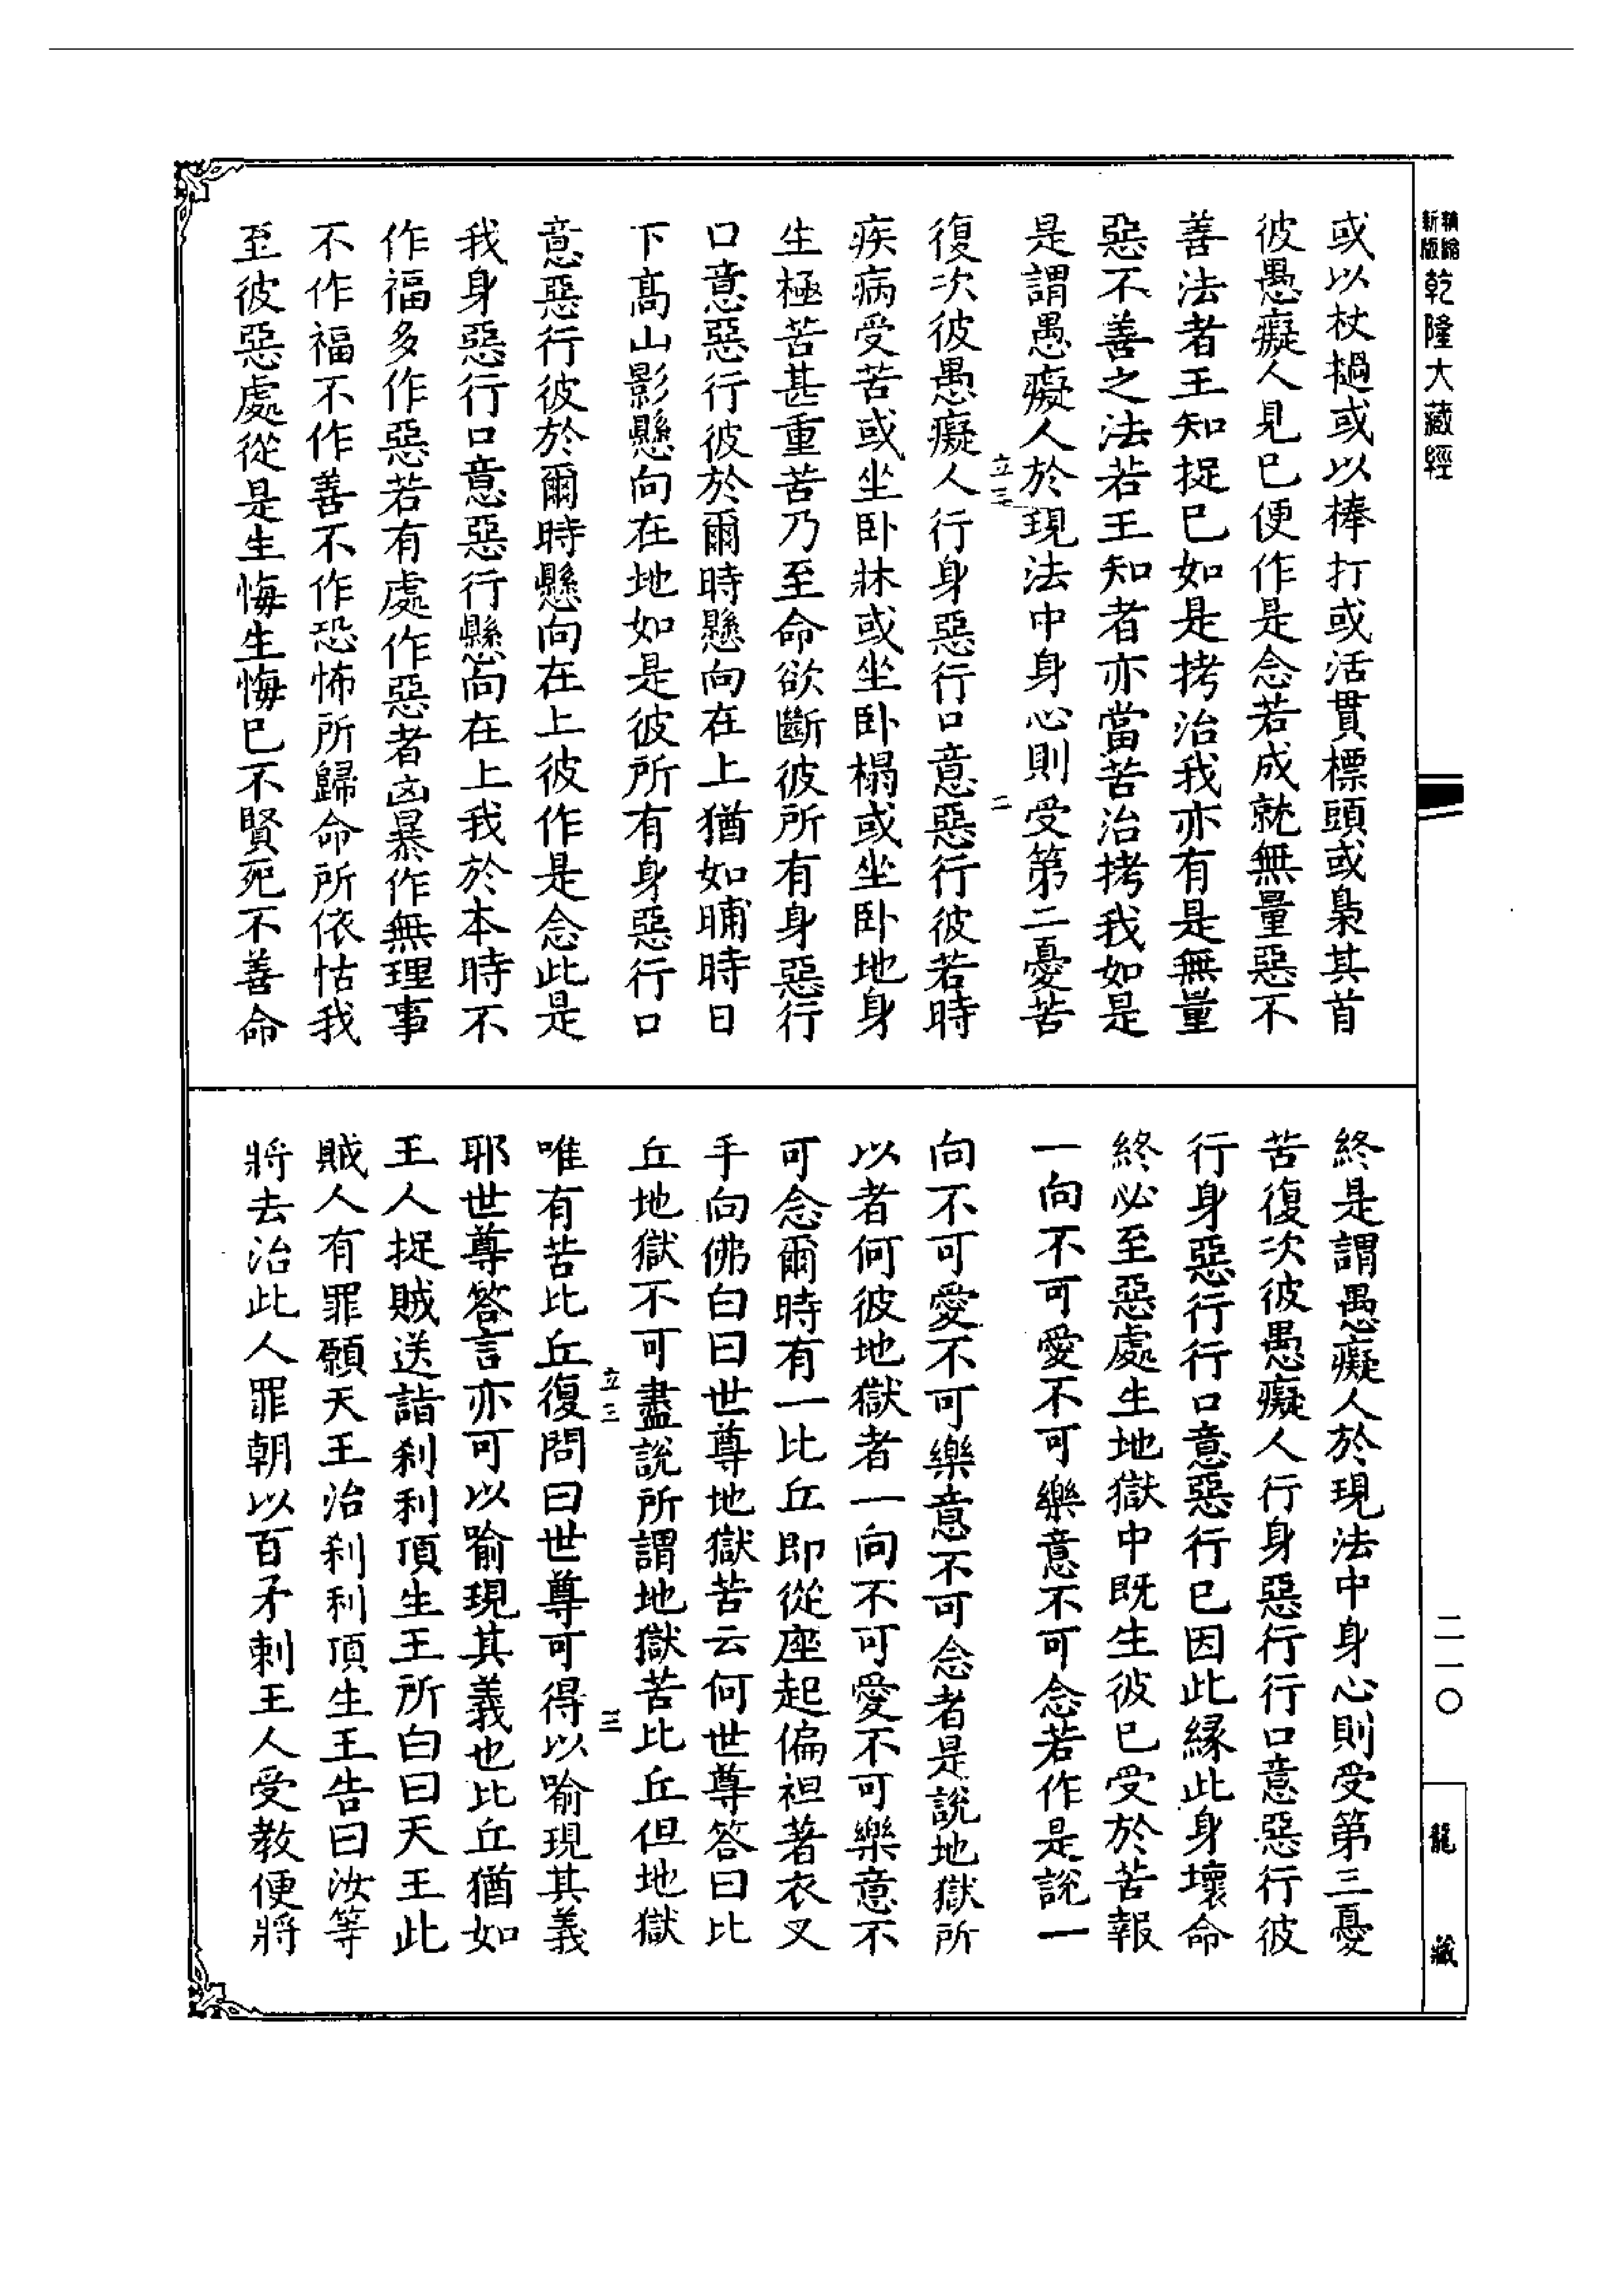 新版
精縮
乾隆大藏經
或以杖撾或以棒打或活貫標頭或梟其首
彼愚癡人見已便作是念若成就無量惡不
善法者王知捉已如是拷治我亦有是無量
惡不善之法若王知者亦當苦治拷我如是
是謂愚癡人於現法中身心則受第二憂苦
立三
二
復次彼愚癡人行身惡行口意惡行彼若時
疾病受苦或坐卧牀或坐卧榻或坐卧地身
生極苦甚重苦乃至命欲斷彼所有身惡行
口意惡行彼於爾時懸向在上猶如晡時日
下高山影懸向在地如是彼所有身惡行口
意惡行彼於爾時懸向在上彼作是念此是
我身惡行口意惡行懸向在上我於本時不
作福多作惡若有處作惡者凶暴作無理事
不作福不作善不作恐怖所歸命所依怙我
至彼惡處從是生悔生悔已不賢死不善命
終是謂愚癡人於現法中身心則受第三憂
苦復次彼愚癡人行身惡行行口意惡行彼
行身惡行行口意惡行已因此緣此身壞命
終必至惡處生地獄中既生彼已受於苦報
一向不可愛不可樂意不可念若作是說一
向不可愛不可樂意不可念者是說地獄所
以者何彼地獄者一向不可愛不可樂意不
可念爾時有一比丘即從座起偏袒著衣叉
手向佛白曰世尊地獄苦云何世尊答曰比
丘地獄不可盡說所謂地獄苦比丘但地獄
立三
三
唯有苦比丘復問曰世尊可得以喻現其義
耶世尊答言亦可以喻現其義也比丘猶如
王人捉賊送詣刹利頂生王所白曰天王此
賊人有罪願天王治刹利頂生王告曰汝等
將去治此人罪朝以百矛刺王人受教便將
二一〇
龍藏